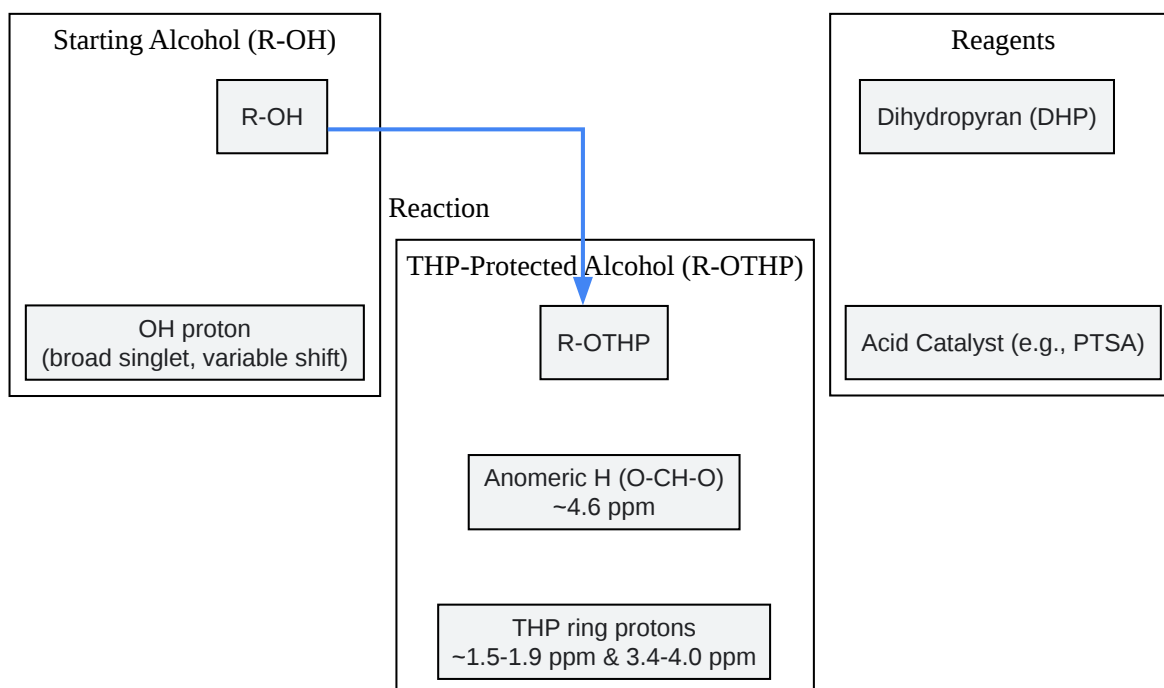 Starting Alcohol (R-OH)
R-OH
OH proton
(broad singlet, variable shift)
Reaction
THP-Protected Alcohol (R-OTHP)
R-OTHP
Anomeric H (O-CH-O)
~4.6 ppm
THP ring protons
~1.5-1.9 ppm & 3.4-4.0 ppm
Reagents
Dihydropyran (DHP)
Acid Catalyst (e.g., PTSA)